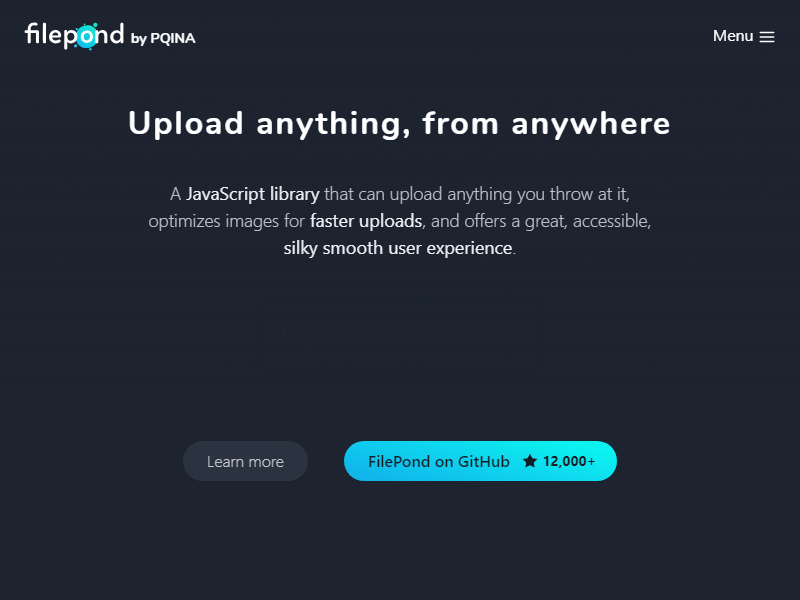 filepond by PQINA
Menu
Upload anything, from anywhere
A JavaScript library that can upload anything you throw at it,
optimizes images for faster uploads, and offers a great, accessible,
silky smooth user experience.
Learn more
FilePond on GitHub ★ 12,000+